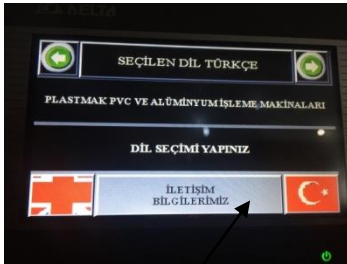 DELTA
SEÇİLEN DİL TÜRKÇE
PLASTMAK PVC VE ALÜMİNYUM İŞLEME MAKİNALARI
DİL SEÇİMİ YAPINIZ
İLETİŞİM
BİLGİLERİMİZ